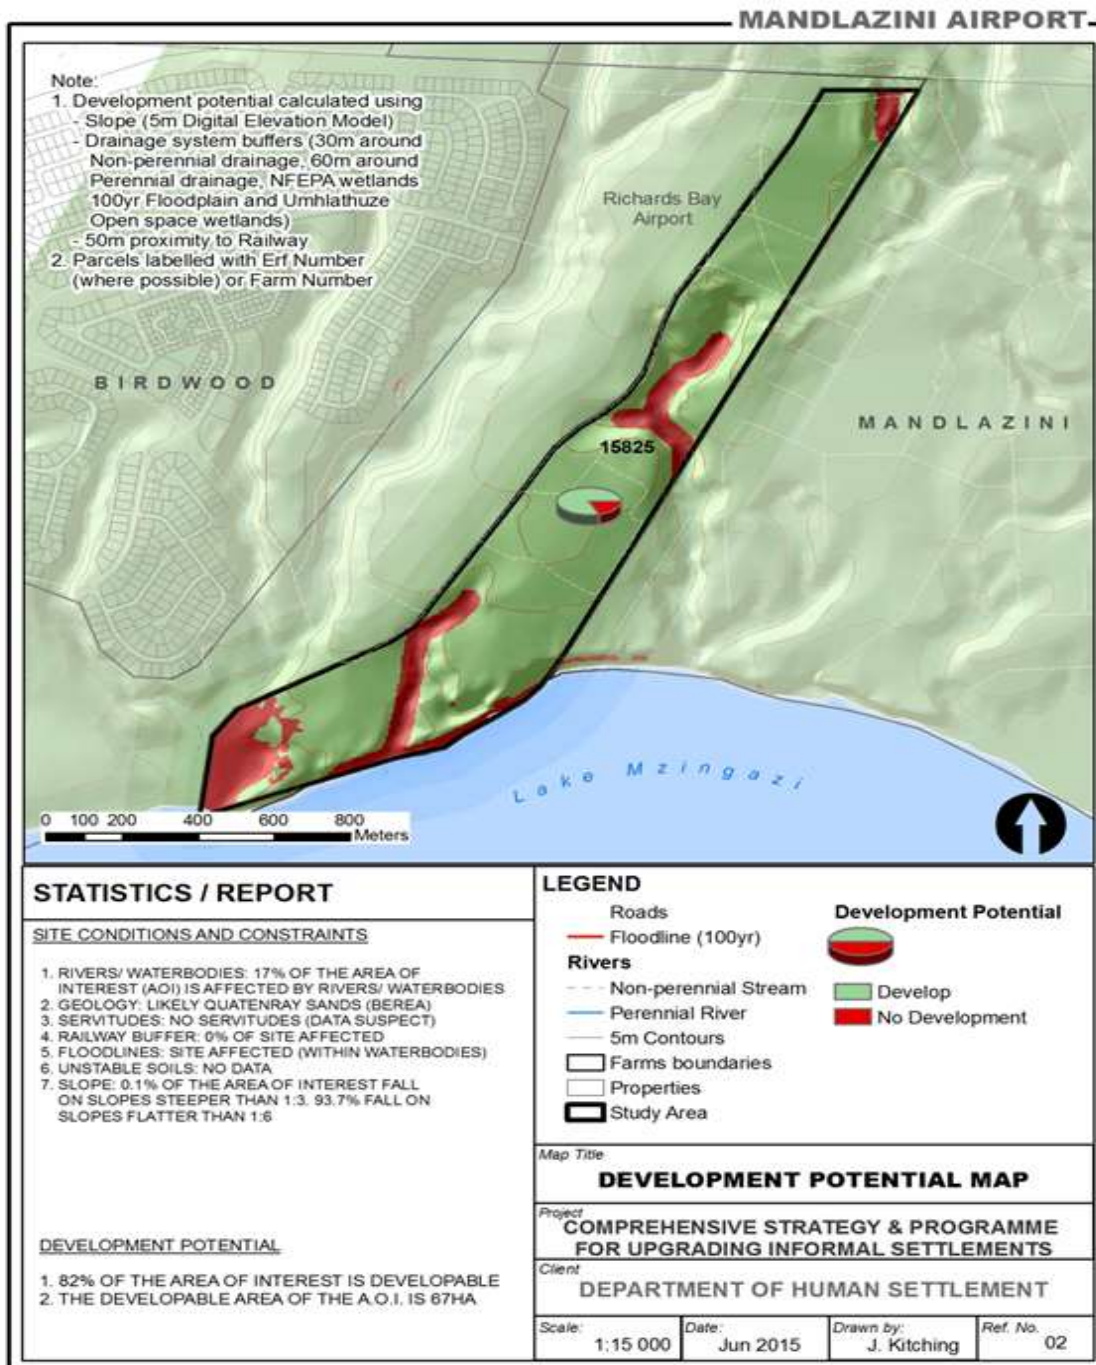 MANDLAZINI AIRPORT
Note:
1. Development potential calculated using
- Slope (5m Digital Elevation Model)
- Drainage system buffers (30m around
Non-perennial drainage, 60m around
Perennial drainage, NFEPA wetlands
100yr Floodplain and Umhlathuze
Open space wetlands)
- 50m proximity to Railway
2. Parcels labelled with Erf Number
(where possible) or Farm Number
Richards Bay
Airport
BIRDWOOD
MANDLAZINI
15825
Lake Mzingazi
0 100 200 400 600 800
Meters
STATISTICS / REPORT
SITE CONDITIONS AND CONSTRAINTS
1. RIVERS/ WATERBODIES: 17% OF THE AREA OF
INTEREST (AOI) IS AFFECTED BY RIVERS/ WATERBODIES
2. GEOLOGY: LIKELY QUATENRAY SANDS (BEREA)
3. SERVITUDES: NO SERVITUDES (DATA SUSPECT)
4. RAILWAY BUFFER: 0% OF SITE AFFECTED
5. FLOODLINES: SITE AFFECTED (WITHIN WATERBODIES)
6. UNSTABLE SOILS: NO DATA
7. SLOPE: 0.1% OF THE AREA OF INTEREST FALL
ON SLOPES STEEPER THAN 1:3. 93.7% FALL ON
SLOPES FLATTER THAN 1:6
DEVELOPMENT POTENTIAL
1. 82% OF THE AREA OF INTEREST IS DEVELOPABLE
2. THE DEVELOPABLE AREA OF THE A.O.I. IS 67HA
LEGEND
Roads
Floodline (100yr)
Rivers
Non-perennial Stream
Perennial River
5m Contours
Farms boundaries
Properties
Study Area
Development Potential
Develop
No Development
Map Title
DEVELOPMENT POTENTIAL MAP
Project
COMPREHENSIVE STRATEGY & PROGRAMME
FOR UPGRADING INFORMAL SETTLEMENTS
Client
DEPARTMENT OF HUMAN SETTLEMENT
Scale:
1:15 000
Date:
Jun 2015
Drawn by:
J. Kitching
Ref. No.
02